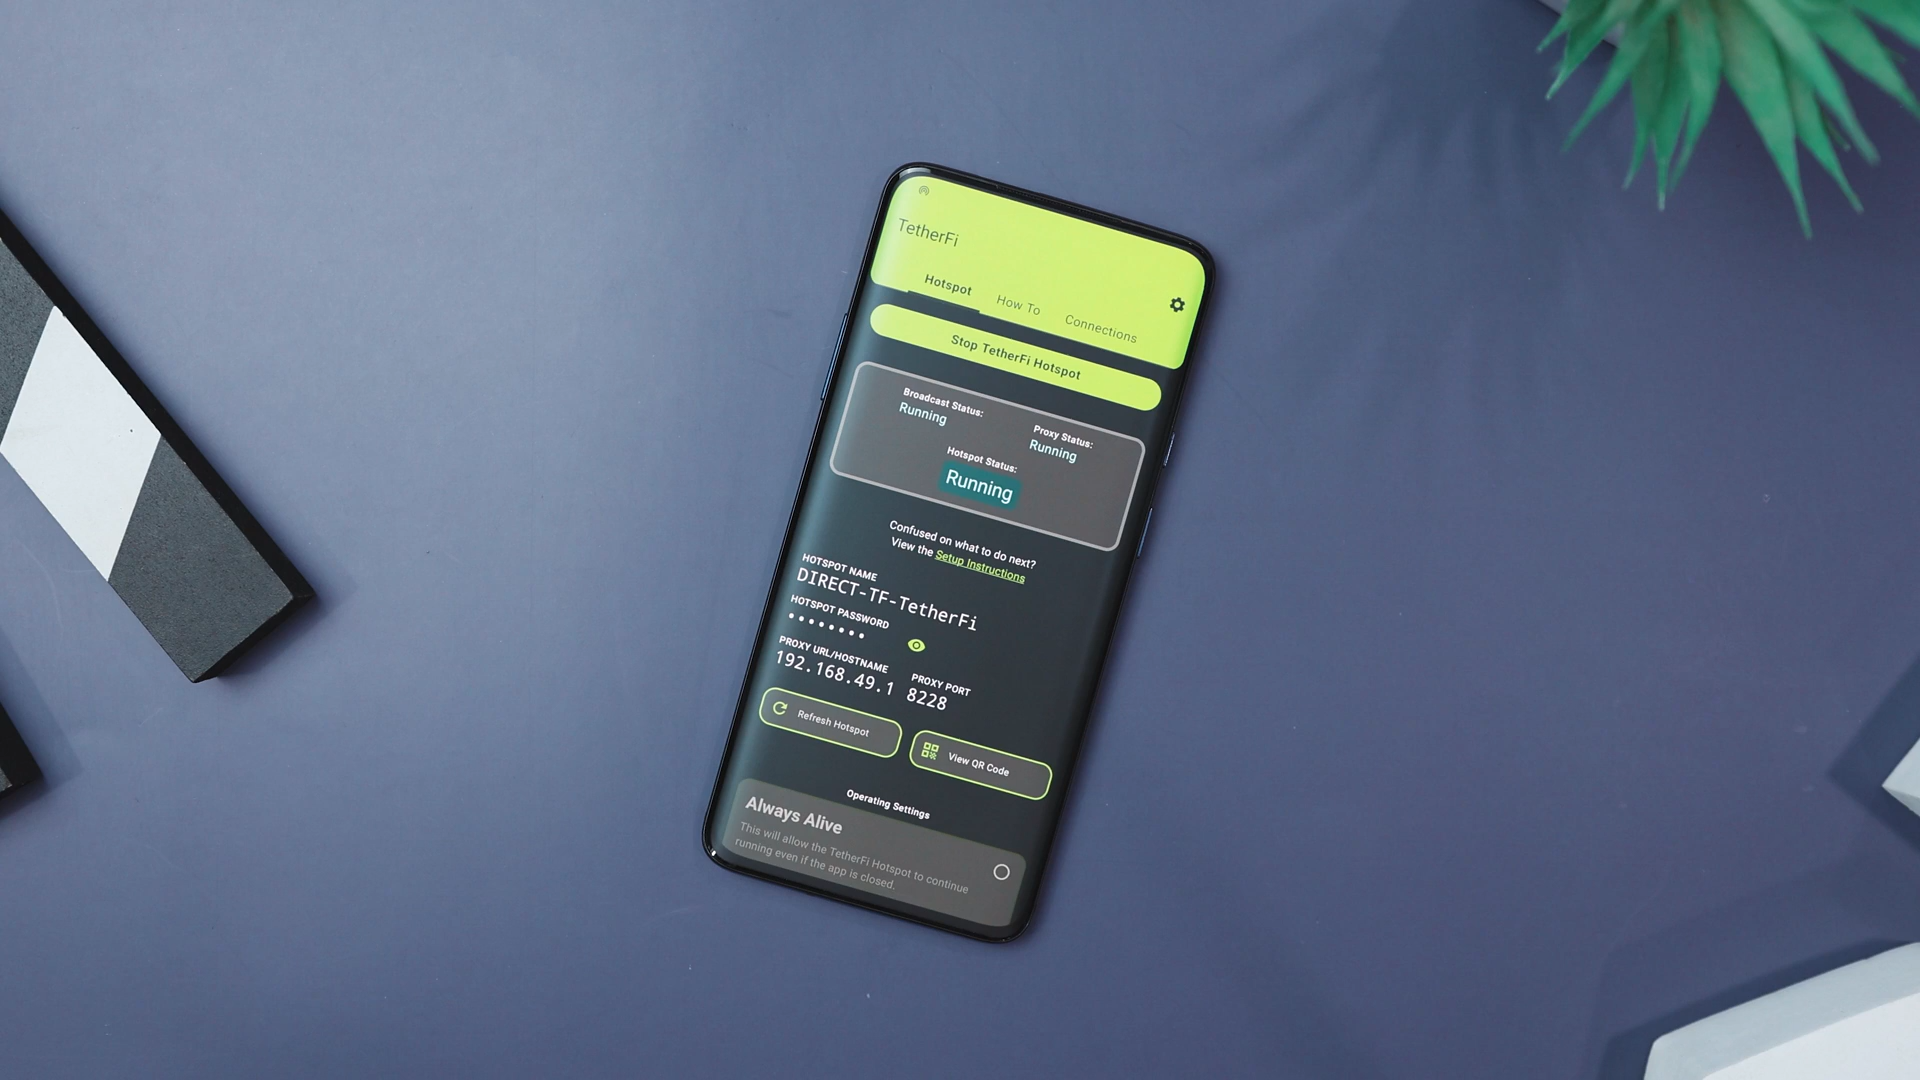 TetherFi
Hotspot
How To
Connections
Stop TetherFi Hotspot
Broadcast Status:
Running
Proxy Status:
Running
Hotspot Status:
Running
Confused on what to do next?
View the Setup Instructions
HOTSPOT NAME
DIRECT-TF-TetherFi
HOTSPOT PASSWORD
••••••••
PROXY URL/HOSTNAME
192.168.49.1
PROXY PORT
8228
Refresh Hotspot
View QR Code
Operating Settings
Always Alive
This will allow the TetherFi Hotspot to continue
running even if the app is closed.